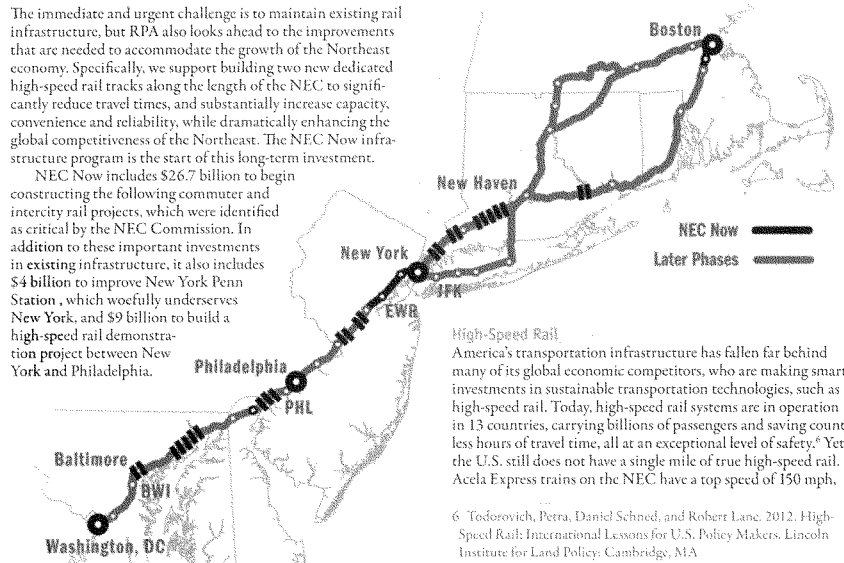 The immediate and urgent challenge is to maintain existing rail
infrastructure, but RPA also looks ahead to the improvements
that are needed to accommodate the growth of the Northeast
economy. Specifically, we support building two new dedicated
high-speed rail tracks along the length of the NEC to signifi-
cantly reduce travel times, and substantially increase capacity,
convenience and reliability, while dramatically enhancing the
global competitiveness of the Northeast. The NEC Now infra-
structure program is the start of this long-term investment.
NEC Now includes $26.7 billion to begin
constructing the following commuter and
intercity rail projects, which were identified
as critical by the NEC Commission. In
addition to these important investments
in existing infrastructure, it also includes
$4 billion to improve New York Penn
Station , which woefully underserves
New York, and $9 billion to build a
high-speed rail demonstra-
tion project between New
York and Philadelphia.
Boston
New Haven
New York
JFK
EWR
Philadelphia
PHL
Baltimore
BWI
Washington, DC
NEC Now
Later Phases
High-Speed Rail
America's transportation infrastructure has fallen far behind
many of its global economic competitors, who are making smart
investments in sustainable transportation technologies, such as
high-speed rail. Today, high-speed rail systems are in operation
in 13 countries, carrying billions of passengers and saving count
less hours of travel time, all at an exceptional level of safety.6 Yet
the U.S. still does not have a single mile of true high-speed rail.
Acela Express trains on the NEC have a top speed of 150 mph,
6 Todorovich, Petra, Daniel Schned, and Robert Lane. 2012. High-
Speed Rail: International Lessons for U.S. Policy Makers. Lincoln
Institute for Land Policy: Cambridge, MA